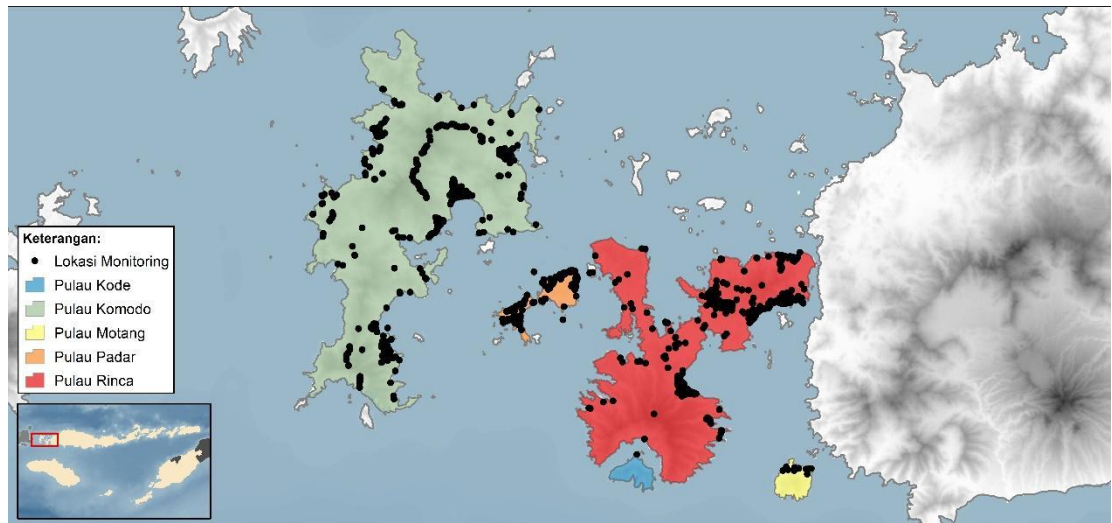 Keterangan:
Lokasi Monitoring
Pulau Kode
Pulau Komodo
Pulau Motang
Pulau Padar
Pulau Rinca